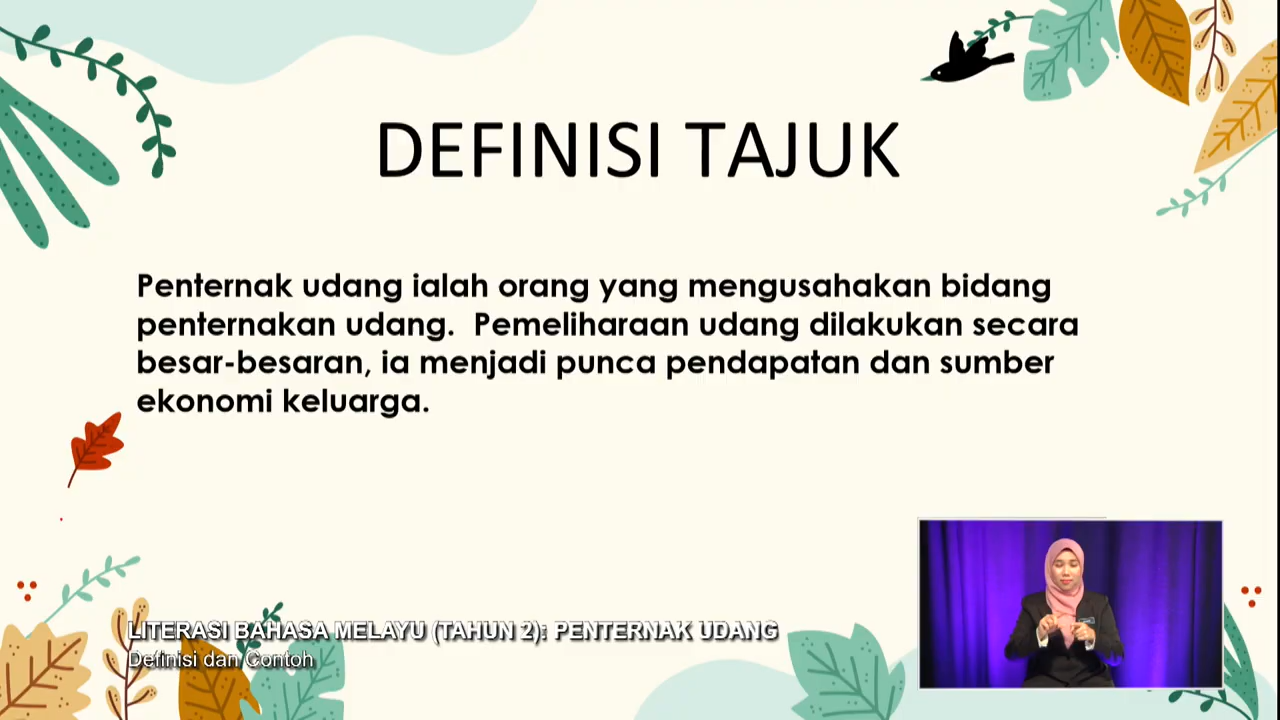 DEFINISI TAJUK
Penternak udang ialah orang yang mengusahakan bidang
penternakan udang.  Pemeliharaan udang dilakukan secara
besar-besaran, ia menjadi punca pendapatan dan sumber
ekonomi keluarga.
LITERASI BAHASA MELAYU (TAHUN 2): PENTERNAK UDANG
Definisi dan Contoh